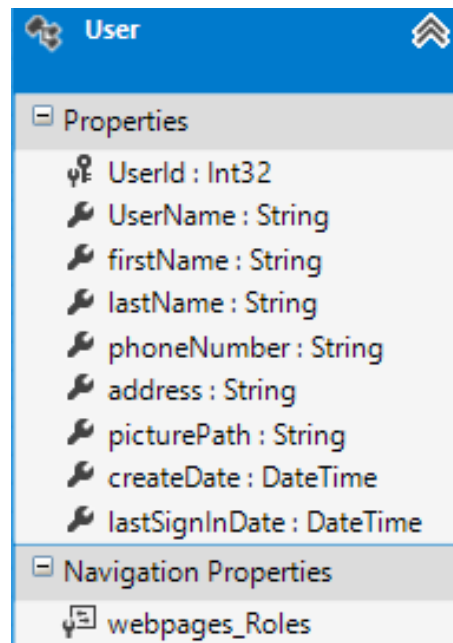 User
Properties
UserId : Int32
UserName : String
firstName : String
lastName : String
phoneNumber : String
address : String
picturePath : String
createDate : DateTime
lastSignInDate : DateTime
Navigation Properties
webpages_Roles